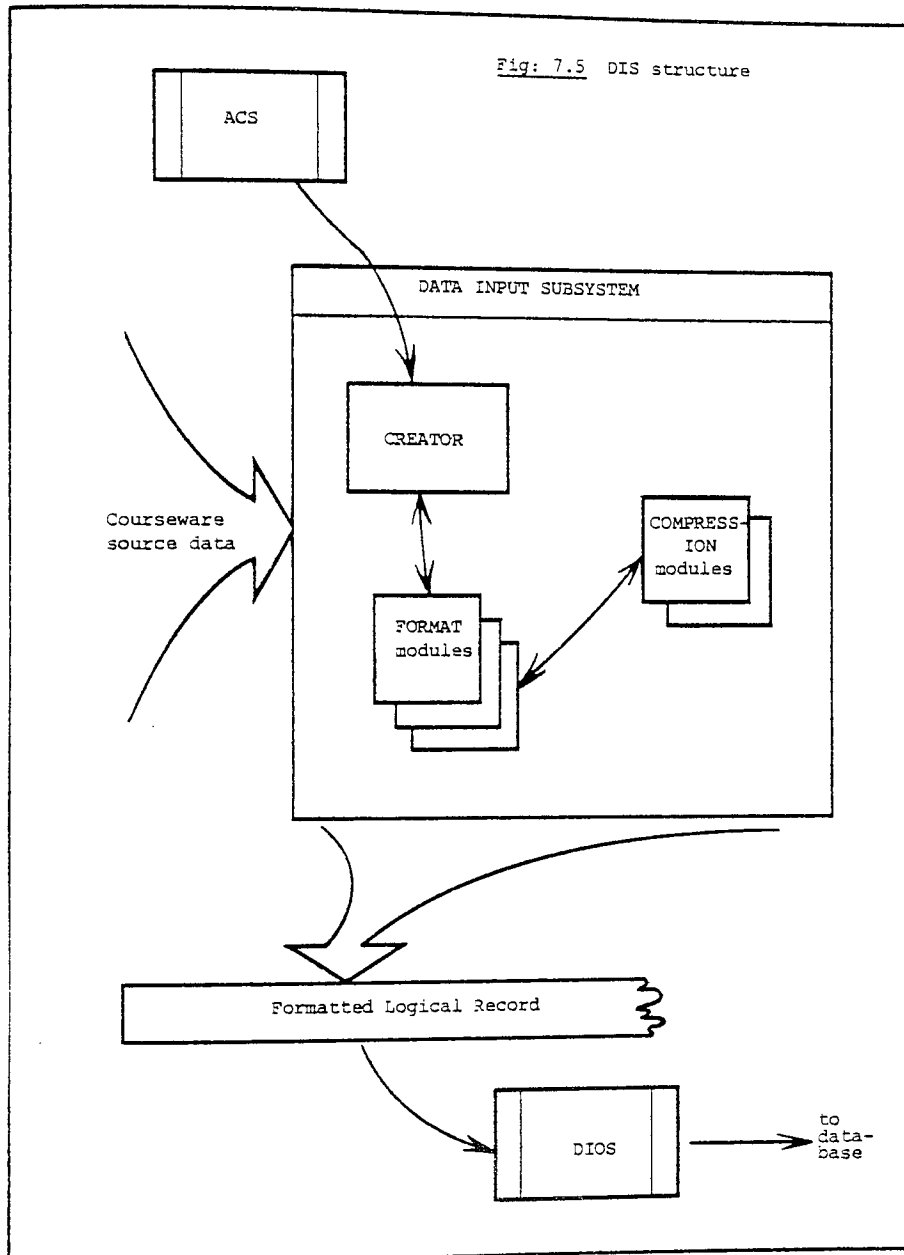 Fig: 7.5 DIS structure
ACS
DATA INPUT SUBSYSTEM
CREATOR
Courseware
source data
COMPRESS-
ION
modules
FORMAT
modules
Formatted Logical Record
DIOS
to
data-
base